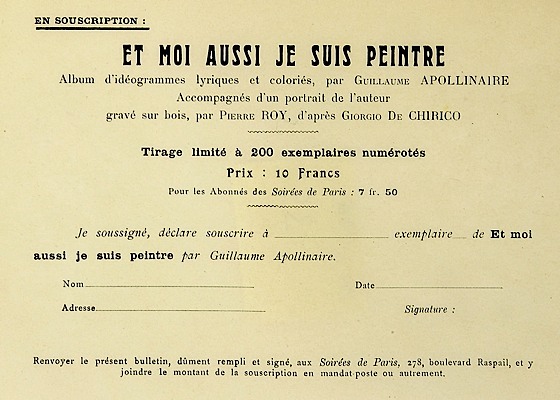 EN SOUSCRIPTION :
ET MOI AUSSI JE SUIS PEINTRE
Album d'idéogrammes lyriques et coloriés, par GUILLAUME APOLLINAIRE
Accompagnés d'un portrait de l'auteur
gravé sur bois, par PIERRE ROY, d'après GIORGIO DE CHIRICO
Tirage limité à 200 exemplaires numérotés
Prix : 10 Francs
Pour les Abonnés des Soirées de Paris : 7 fr. 50
Je soussigné, déclare souscrire à ________ exemplaire__ de Et moi
aussi je suis peintre par Guillaume Apollinaire.
Nom........ Date........
Adresse........ Signature :
Renvoyer le présent bulletin, dûment rempli et signé, aux Soirées de Paris, 278, boulevard Raspail, et y
joindre le montant de la souscription en mandat-poste ou autrement.